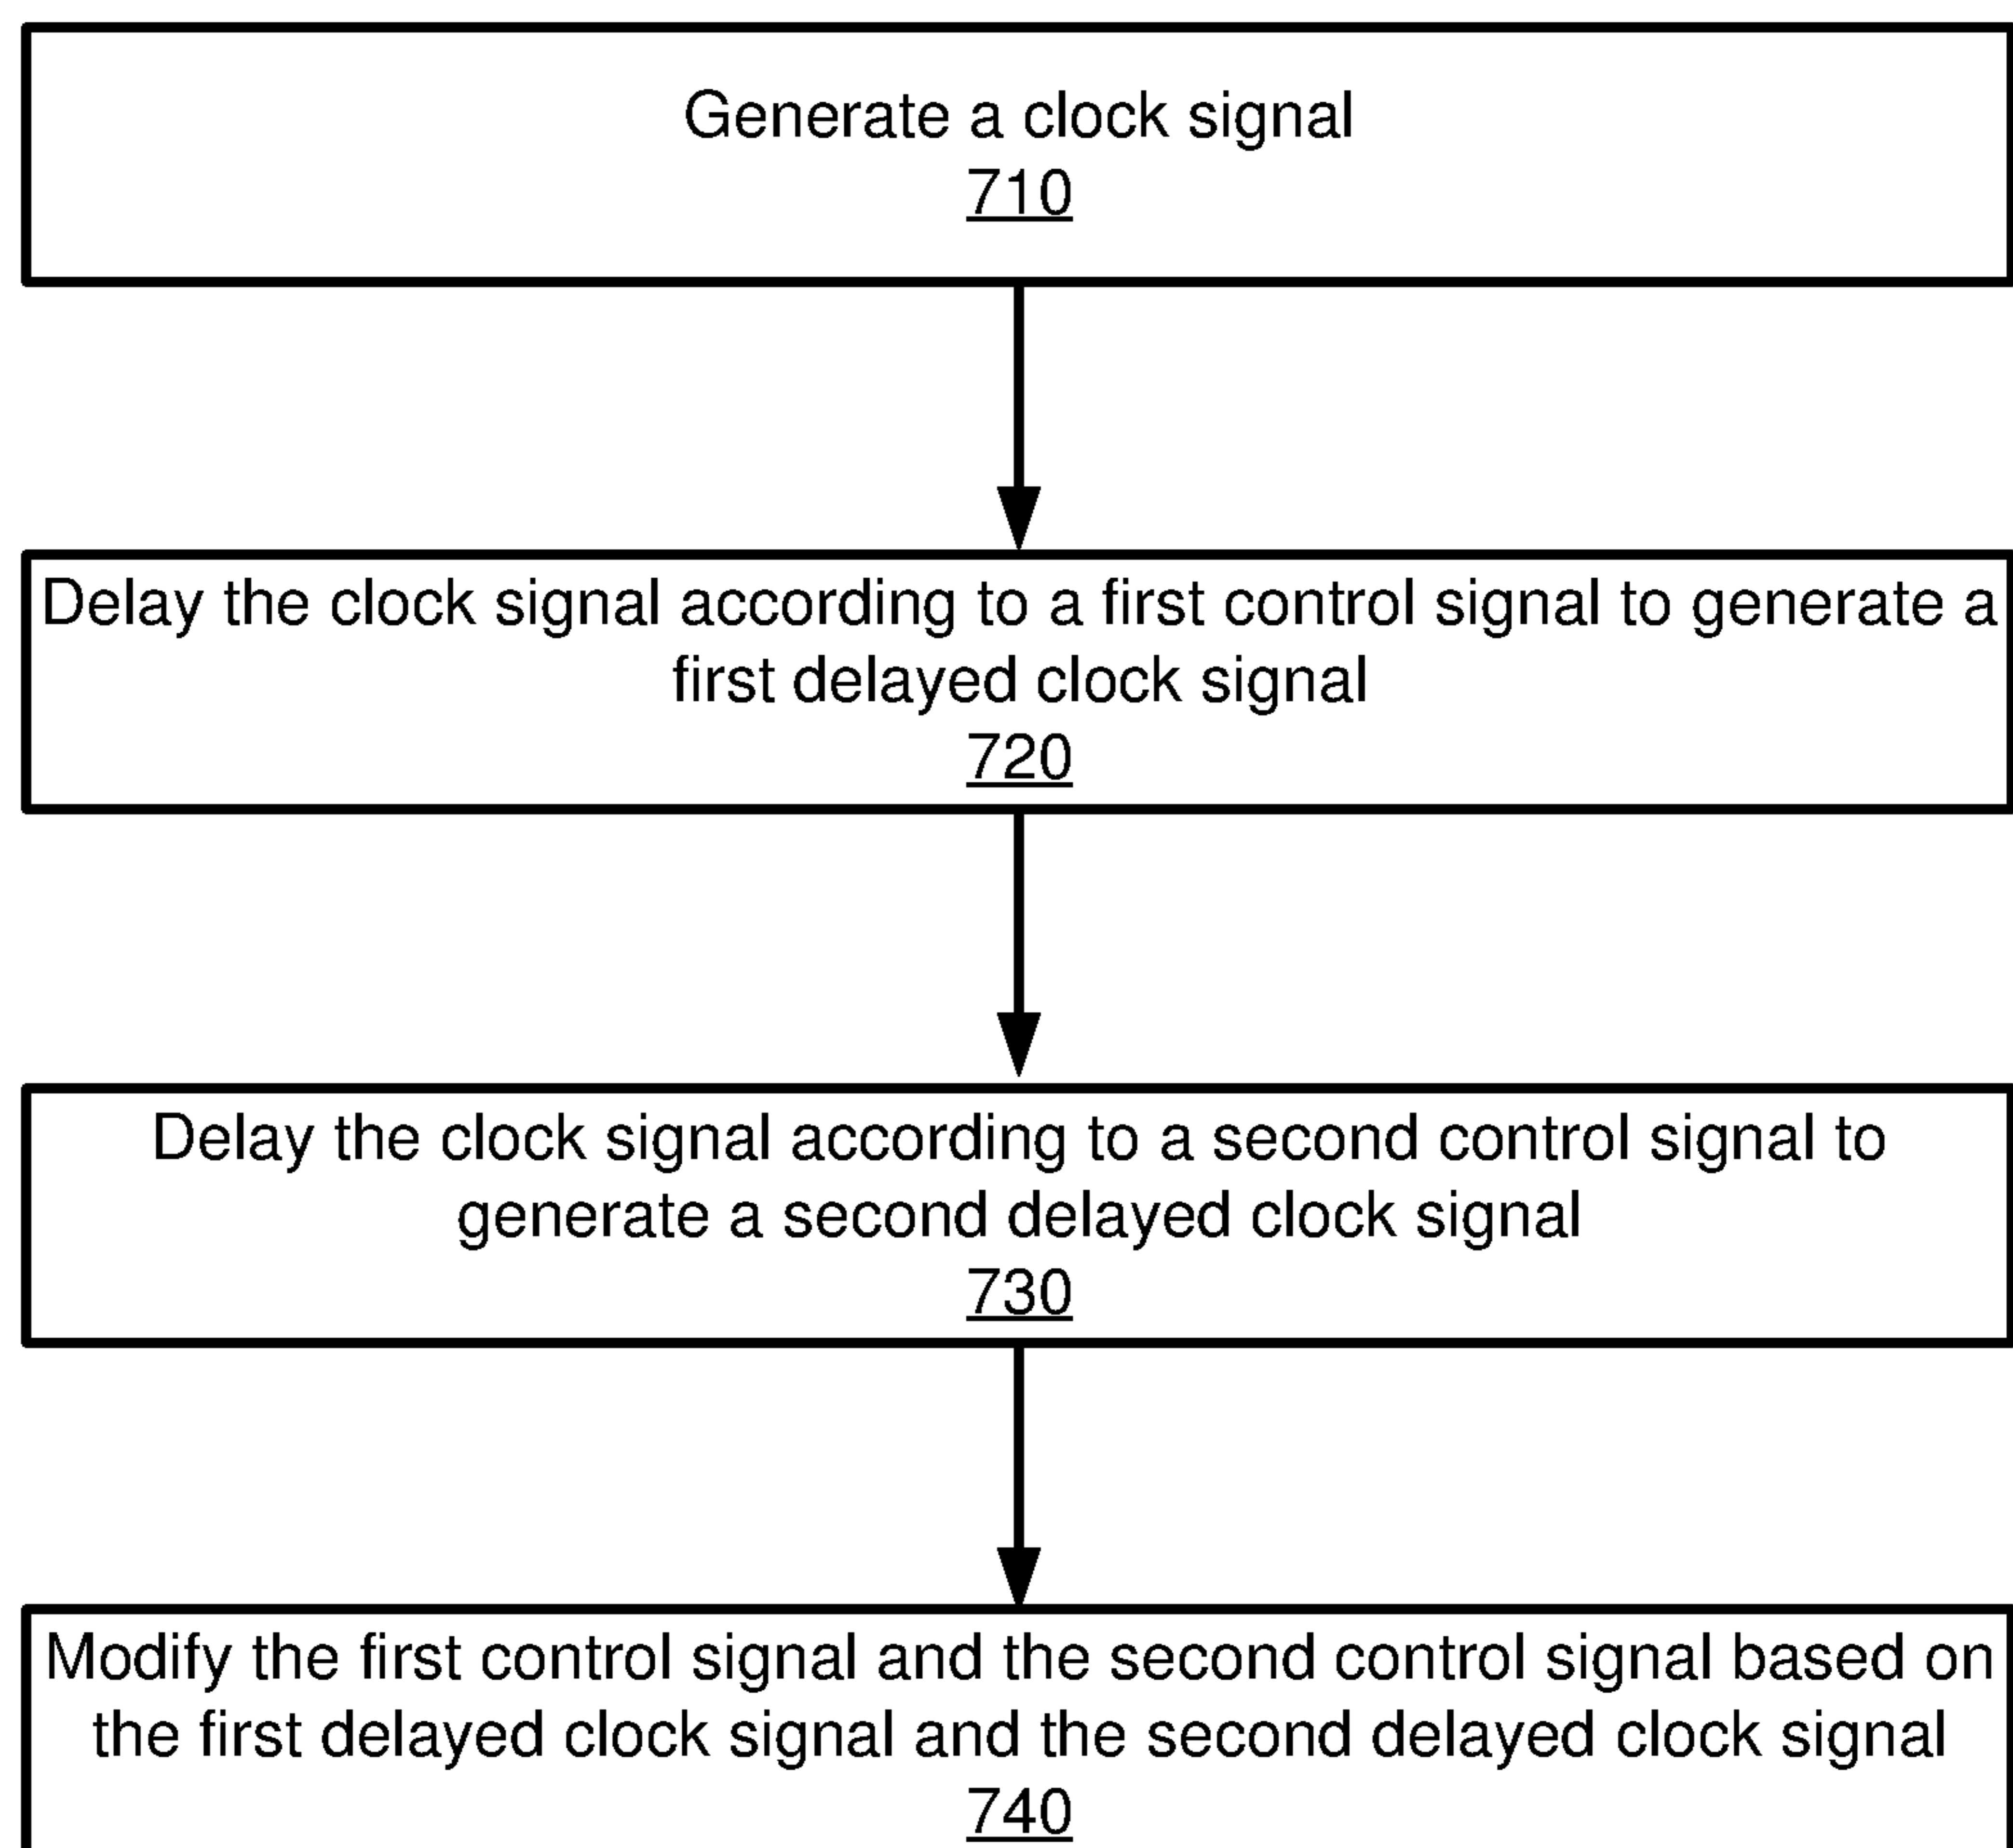 Generate a clock signal
710
Delay the clock signal according to a first control signal to generate a
first delayed clock signal
720
Delay the clock signal according to a second control signal to
generate a second delayed clock signal
730
Modify the first control signal and the second control signal based on
the first delayed clock signal and the second delayed clock signal
740